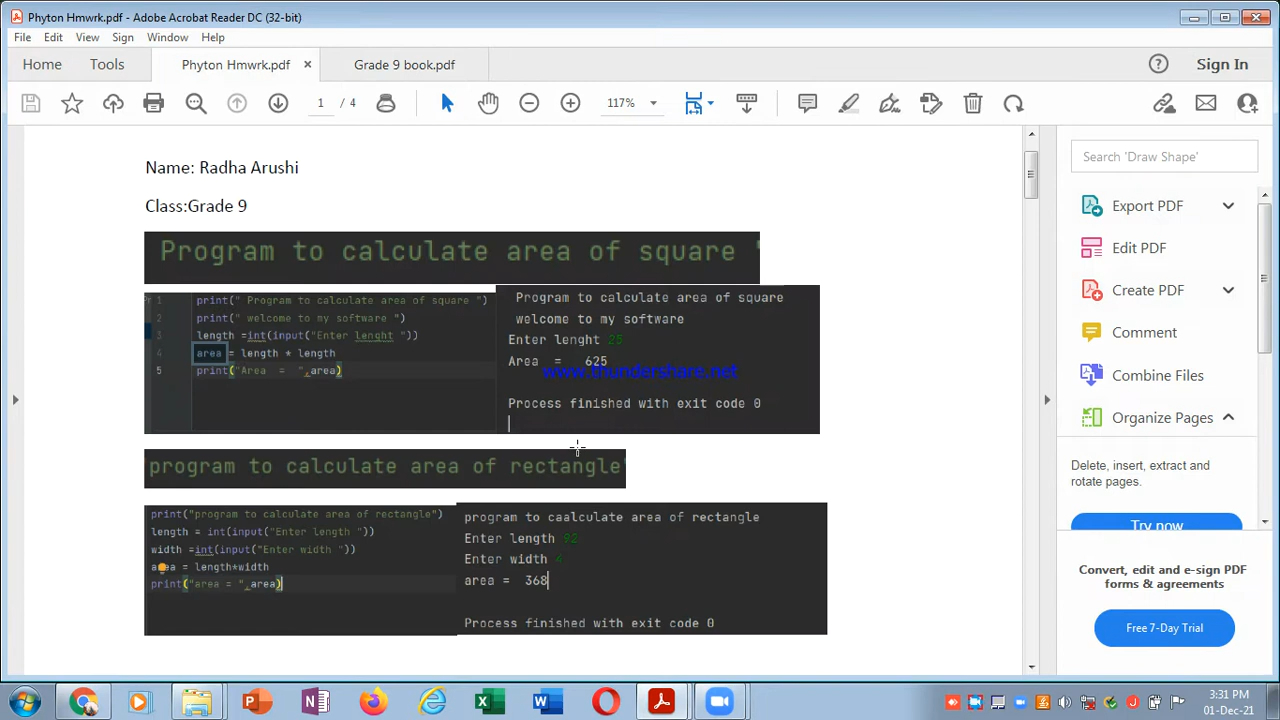 Phyton Hmwrk.pdf - Adobe Acrobat Reader DC (32-bit)
File Edit View Sign Window Help
Home Tools Phyton Hmwrk.pdf × Grade 9 book.pdf ? Sign In
1 / 4 117%
Name: Radha Arushi
Class:Grade 9
Program to calculate area of square '
1 print(" Program to calculate area of square ")
2 print(" welcome to my software ")
3 length =int(input("Enter lenght "))
4 area = length * length
5 print("Area = ",area)
Program to calculate area of square
welcome to my software
Enter lenght 25
Area = 625
www.thundershare.net
Process finished with exit code 0
'program to calculate area of rectangle'
print("program to calculate area of rectangle")
length = int(input("Enter length "))
width =int(input("Enter width "))
area = length*width
print("area = ",area)
program to caalculate area of rectangle
Enter length 92
Enter width 4
area = 368
Process finished with exit code 0
Search 'Draw Shape'
Export PDF
Edit PDF
Create PDF
Comment
Combine Files
Organize Pages
Delete, insert, extract and
rotate pages.
Try now
Convert, edit and e-sign PDF
forms & agreements
Free 7-Day Trial
3:31 PM
01-Dec-21